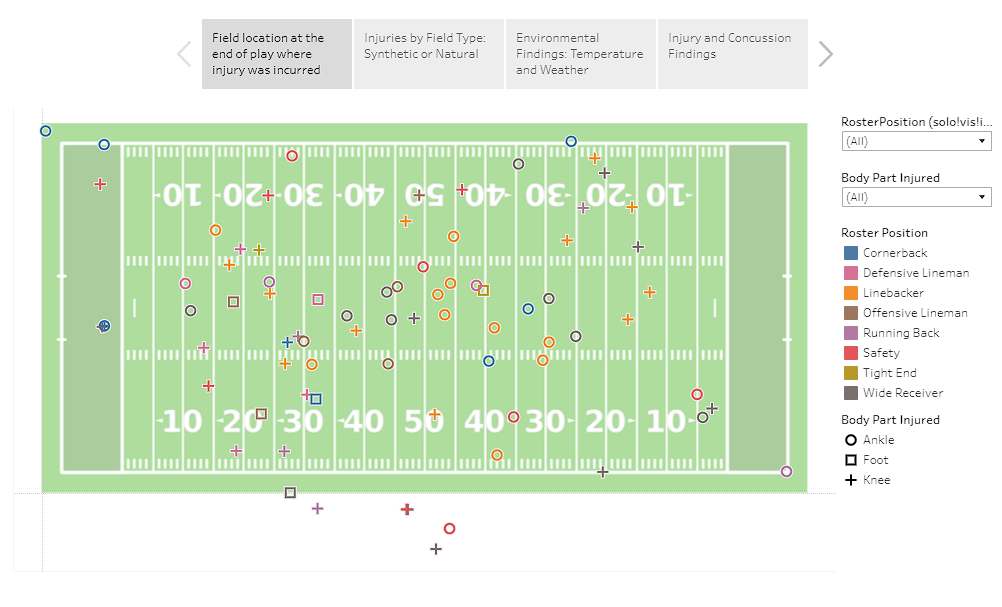 Field location at the
end of play where
injury was incurred
Injuries by Field Type:
Synthetic or Natural
Environmental
Findings: Temperature
and Weather
Injury and Concussion
Findings
RosterPosition (solo!vis!i...
(All)
Body Part Injured
(All)
Roster Position
Cornerback
Defensive Lineman
Linebacker
Offensive Lineman
Running Back
Safety
Tight End
Wide Receiver
Body Part Injured
Ankle
Foot
Knee
10 20 30 40 50 40 30 20 10
10 20 30 40 50 40 30 20 10